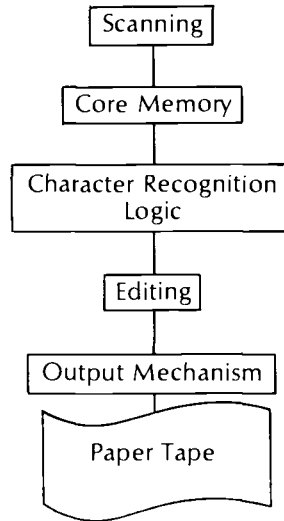 Scanning
Core Memory
Character Recognition
Logic
Editing
Output Mechanism
Paper Tape